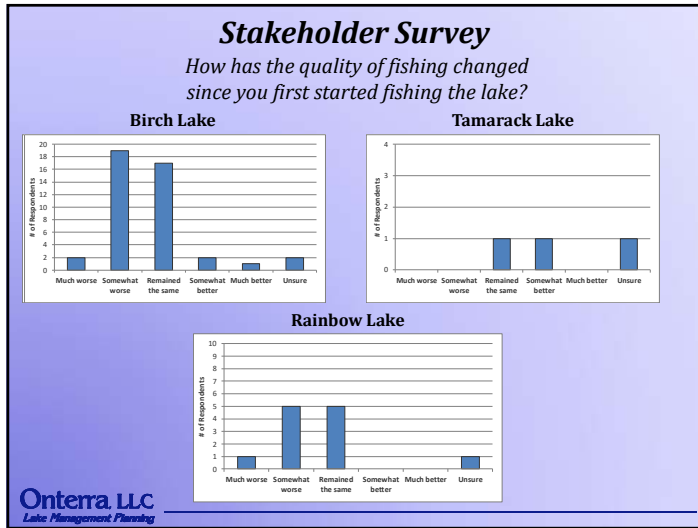 Stakeholder Survey
How has the quality of fishing changed
since you first started fishing the lake?
Birch Lake
20
18
16
14
12
10
8
6
4
2
0
# of Respondents
Much worse Somewhat worse Remained the same Somewhat better Much better Unsure
Tamarack Lake
4
3
2
1
0
# of Respondents
Much worse Somewhat worse Remained the same Somewhat better Much better Unsure
Rainbow Lake
10
9
8
7
6
5
4
3
2
1
0
# of Respondents
Much worse Somewhat worse Remained the same Somewhat better Much better Unsure
Onterra, LLC
Lake Management Planning